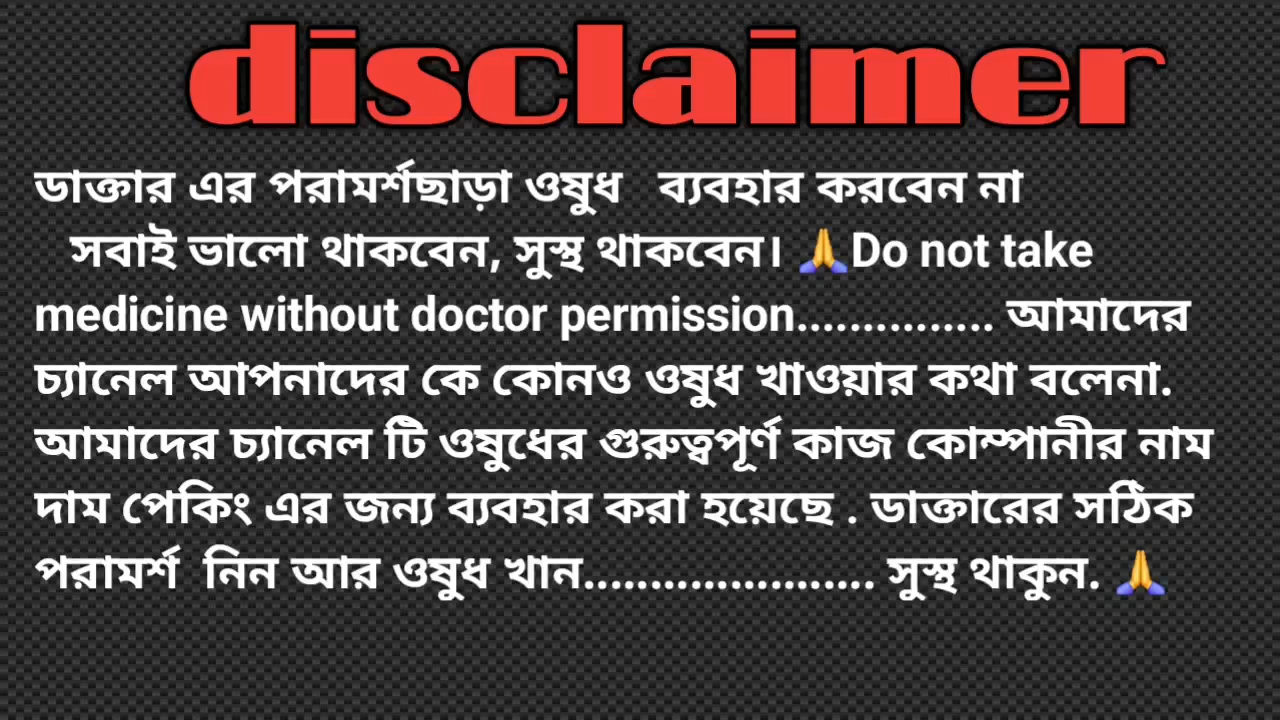 disclaimer
ডাক্তার এর পরামর্শছাড়া ওষুধ ব্যবহার করবেন না
সবাই ভালো থাকবেন, সুস্থ থাকবেন। 🙏Do not take
medicine without doctor permission............... আমাদের
চ্যানেল আপনাদের কে কোনও ওষুধ খাওয়ার কথা বলেনা.
আমাদের চ্যানেল টি ওষুধের গুরুত্বপূর্ণ কাজ কোম্পানীর নাম
দাম পেকিং এর জন্য ব্যবহার করা হয়েছে . ডাক্তারের সঠিক
পরামর্শ নিন আর ওষুধ খান...................... সুস্থ থাকুন. 🙏